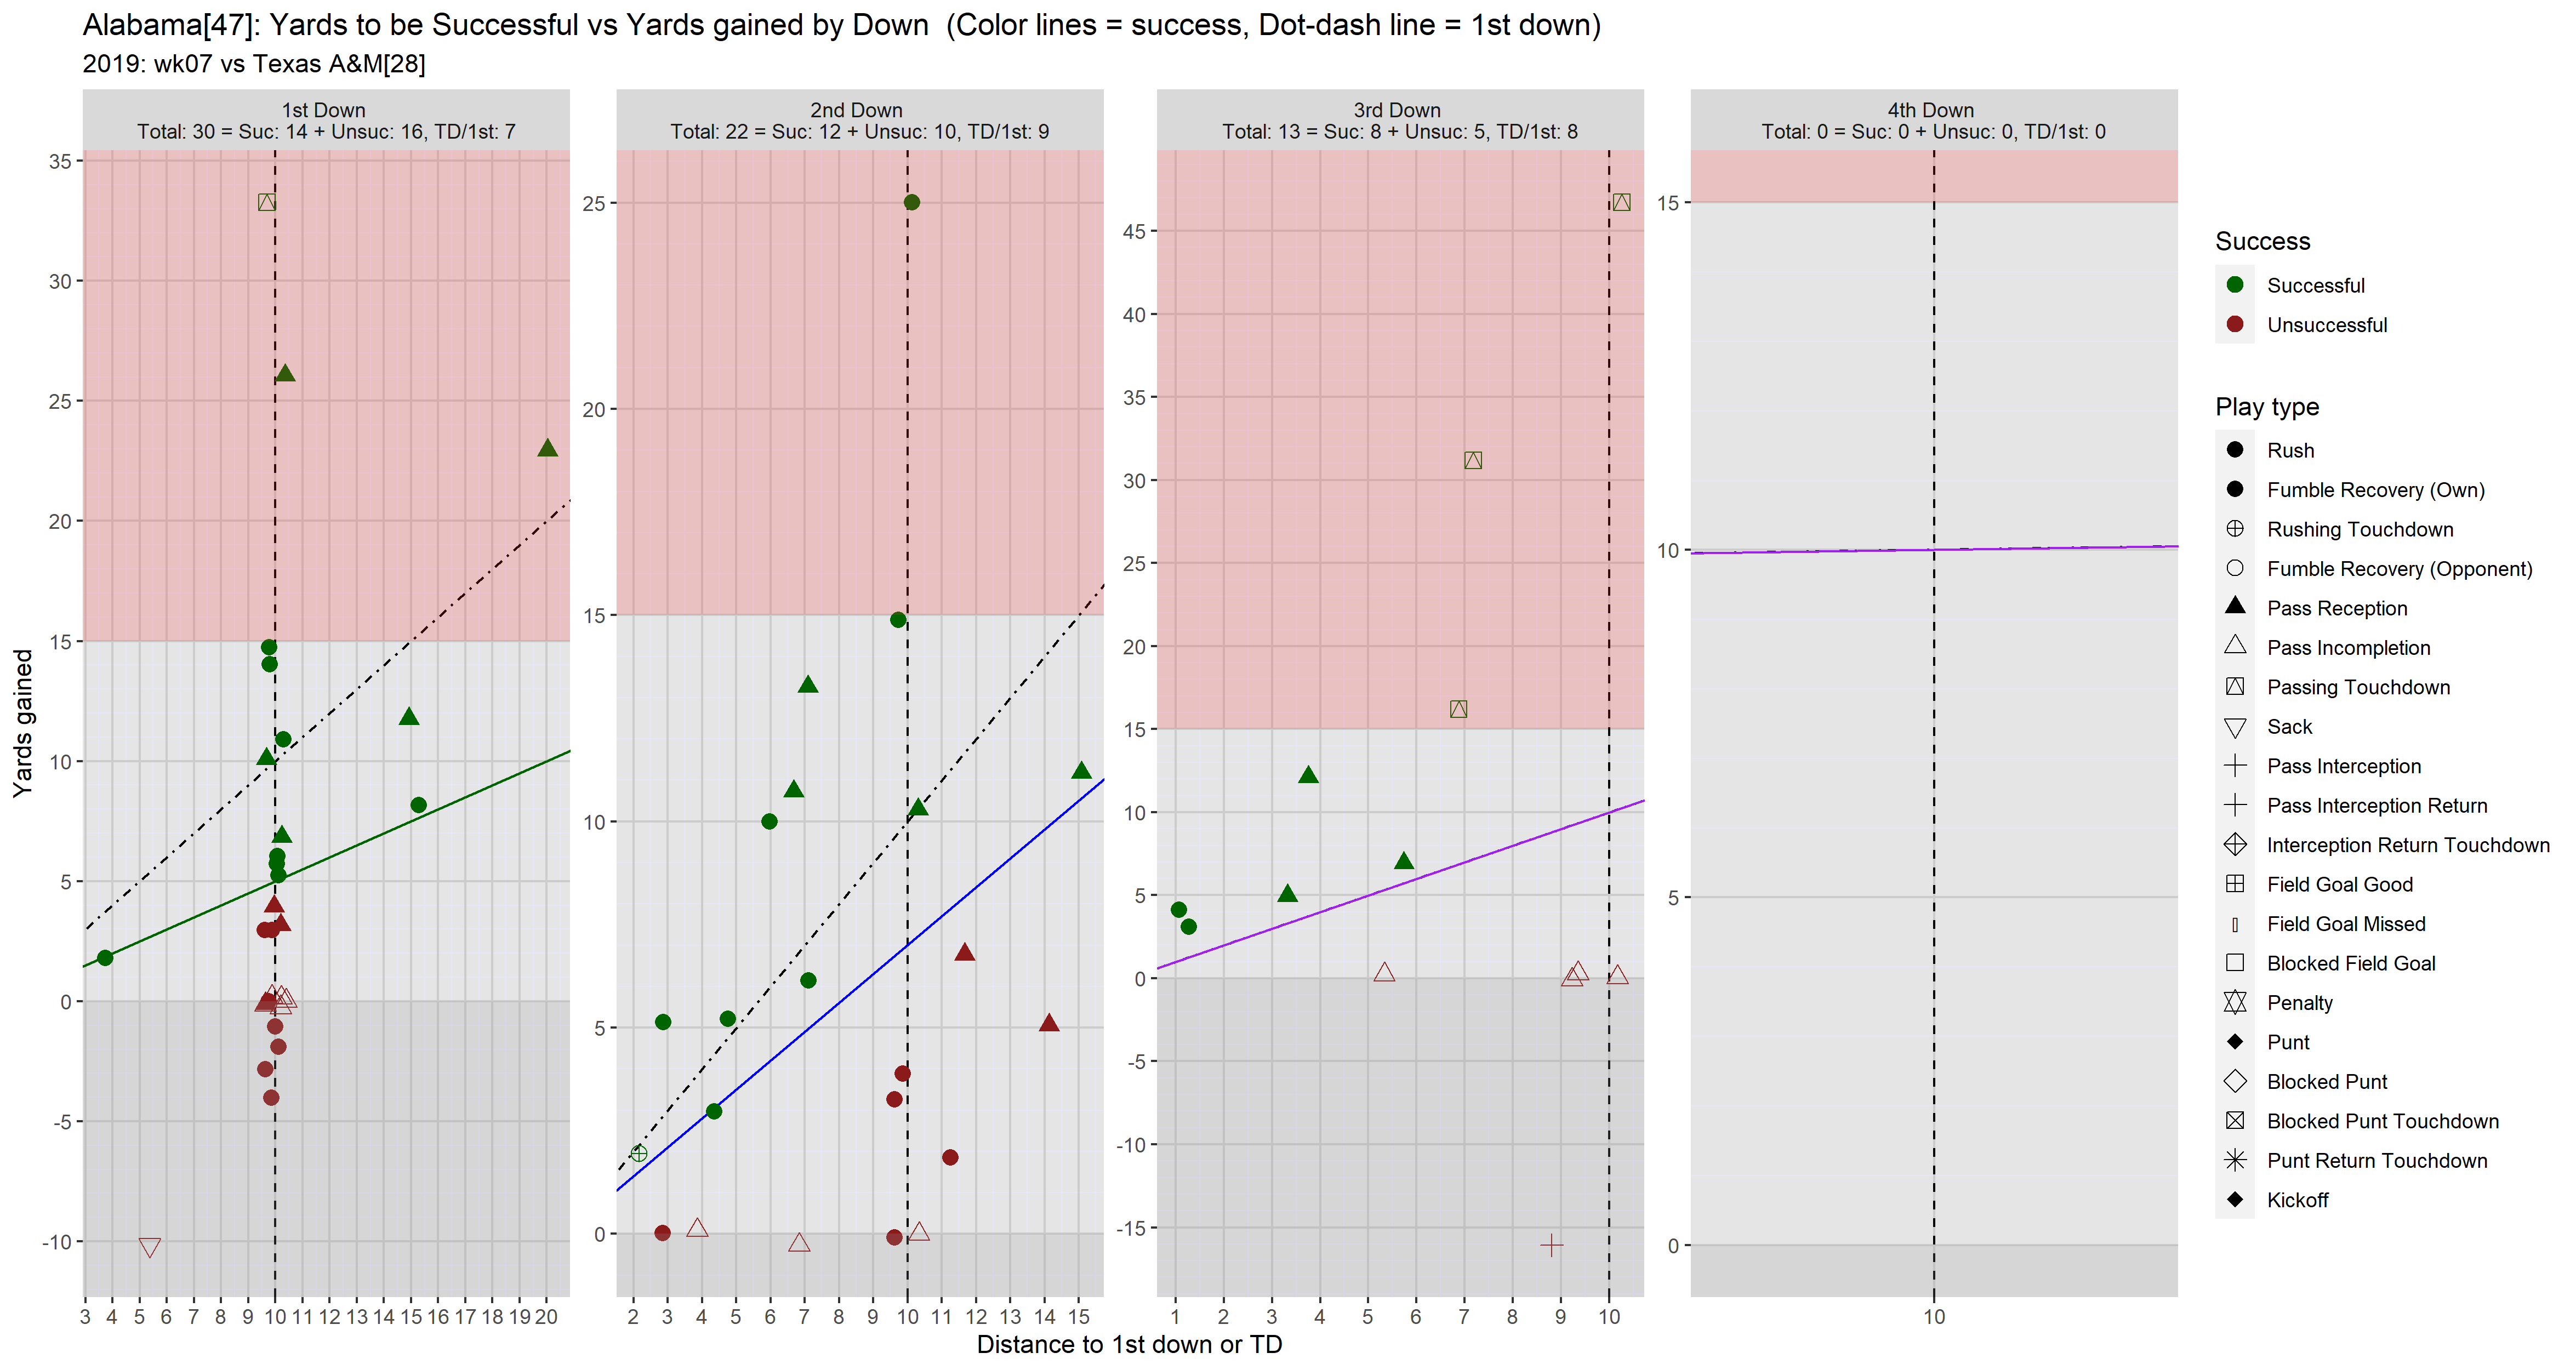 Alabama[47]: Yards to be Successful vs Yards gained by Down  (Color lines = success, Dot-dash line = 1st down)
2019: wk07 vs Texas A&M[28]
1st Down
Total: 30 = Suc: 14 + Unsuc: 16, TD/1st: 7
2nd Down
Total: 22 = Suc: 12 + Unsuc: 10, TD/1st: 9
3rd Down
Total: 13 = Suc: 8 + Unsuc: 5, TD/1st: 8
4th Down
Total: 0 = Suc: 0 + Unsuc: 0, TD/1st: 0
Yards gained
35
30
25
20
15
10
5
0
-5
-10
3 4 5 6 7 8 9 10 11 12 13 14 15 16 17 18 19 20
25
20
15
10
5
0
2 3 4 5 6 7 8 9 10 11 12 13 14 15
45
40
35
30
25
20
15
10
5
0
-5
-10
-15
1 2 3 4 5 6 7 8 9 10
15
10
5
0
10
Distance to 1st down or TD
Success
Successful
Unsuccessful
Play type
Rush
Fumble Recovery (Own)
Rushing Touchdown
Fumble Recovery (Opponent)
Pass Reception
Pass Incompletion
Passing Touchdown
Sack
Pass Interception
Pass Interception Return
Interception Return Touchdown
Field Goal Good
Field Goal Missed
Blocked Field Goal
Penalty
Punt
Blocked Punt
Blocked Punt Touchdown
Punt Return Touchdown
Kickoff